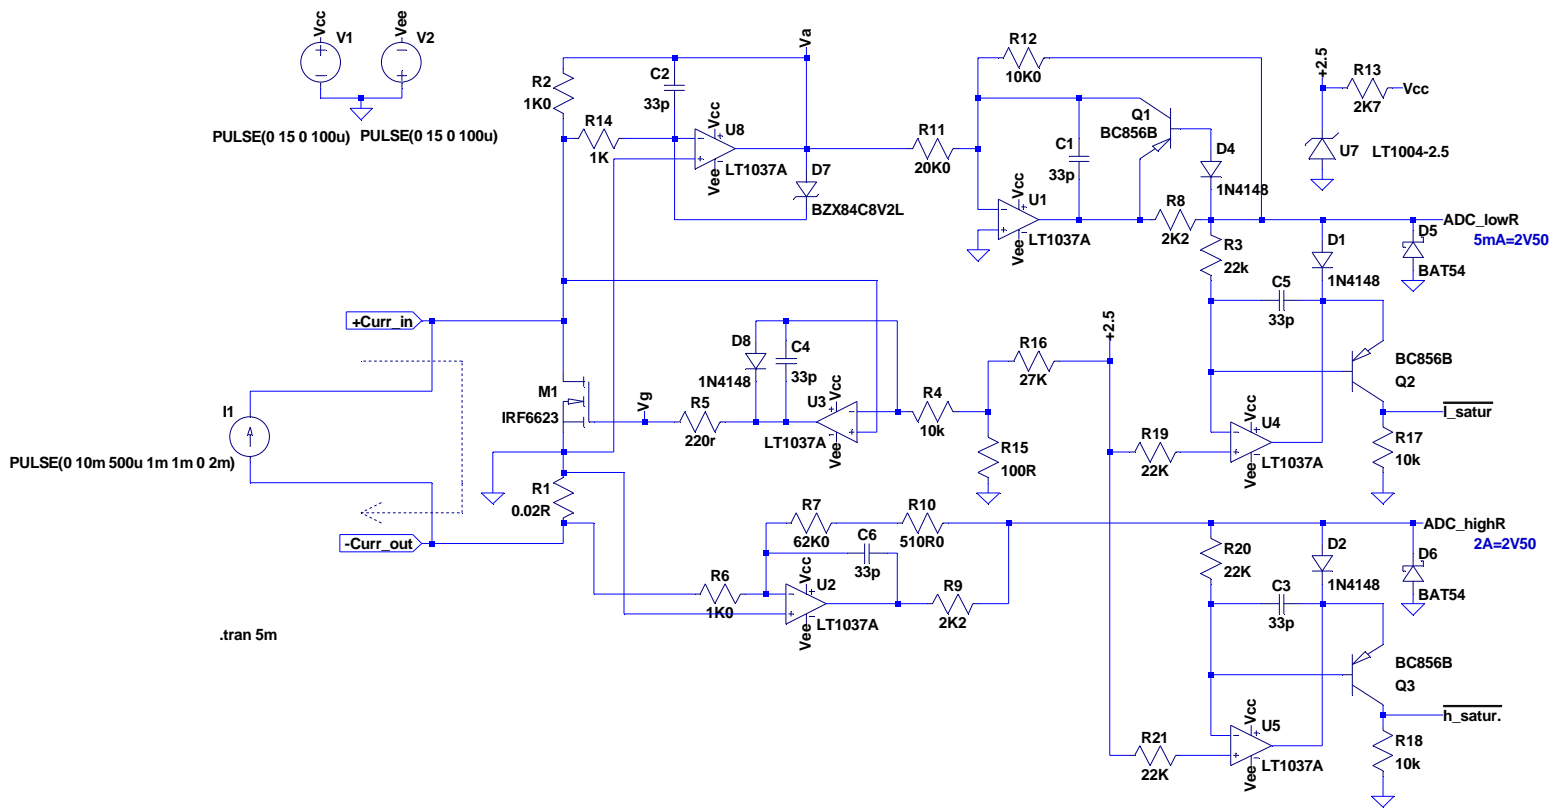 Vcc
V1
Vee
V2
PULSE(0 15 0 100u)
PULSE(0 15 0 100u)
R2
1K0
C2
33p
Va
R14
1K
Vcc
U8
Vee
LT1037A
D7
BZX84C8V2L
R12
10K0
R11
20K0
C1
33p
Q1
BC856B
D4
1N4148
Vcc
U1
Vee
LT1037A
R8
2K2
+2.5
R13
2K7
Vcc
U7
LT1004-2.5
ADC_lowR
5mA=2V50
R3
22k
D1
1N4148
D5
BAT54
C5
33p
BC856B
Q2
l_satur
R17
10k
Vcc
U4
Vee
LT1037A
R19
22K
+2.5
R16
27K
R15
100R
R4
10k
D8
1N4148
C4
33p
Vcc
U3
Vee
LT1037A
Vg
R5
220r
M1
IRF6623
+Curr_in
I1
PULSE(0 10m 500u 1m 1m 0 2m)
R1
0.02R
-Curr_out
R7
62K0
R10
510R0
C6
33p
R6
1K0
Vcc
U2
Vee
LT1037A
R9
2K2
ADC_highR
2A=2V50
R20
22K
D2
1N4148
D6
BAT54
C3
33p
BC856B
Q3
h_satur.
R18
10k
Vcc
U5
Vee
LT1037A
R21
22K
.tran 5m